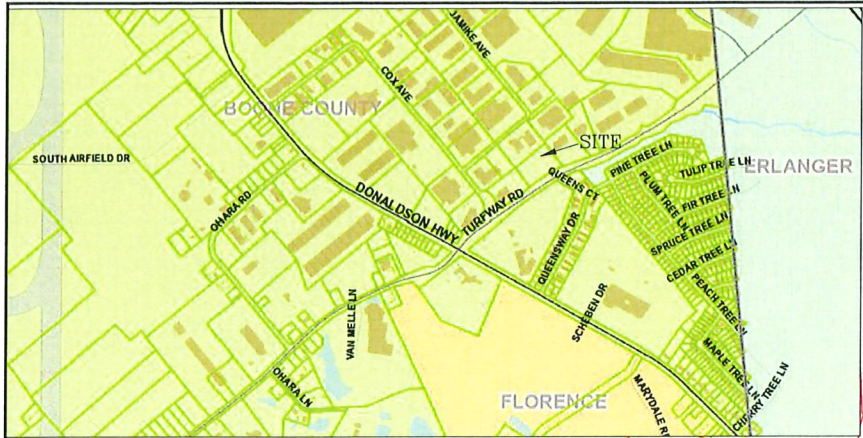 JAMIKE AVE
COX AVE
BOONE COUNTY
SITE
SOUTH AIRFIELD DR
PINE TREE LN
TULIP TREE LN
ERLANGER
QUEENS CT
PLUM TREE LN
FIR TREE LN
OHARA RD
DONALDSON HWY
TURFWAY RD
SPRUCE TREE LN
QUEENSWAY DR
CEDAR TREE LN
PEACH TREE LN
SCHEBEN DR
VAN MELLE LN
MAPLE TREE LN
OHARA LN
FLORENCE
MARYDALE R
CHERRY TREE LN